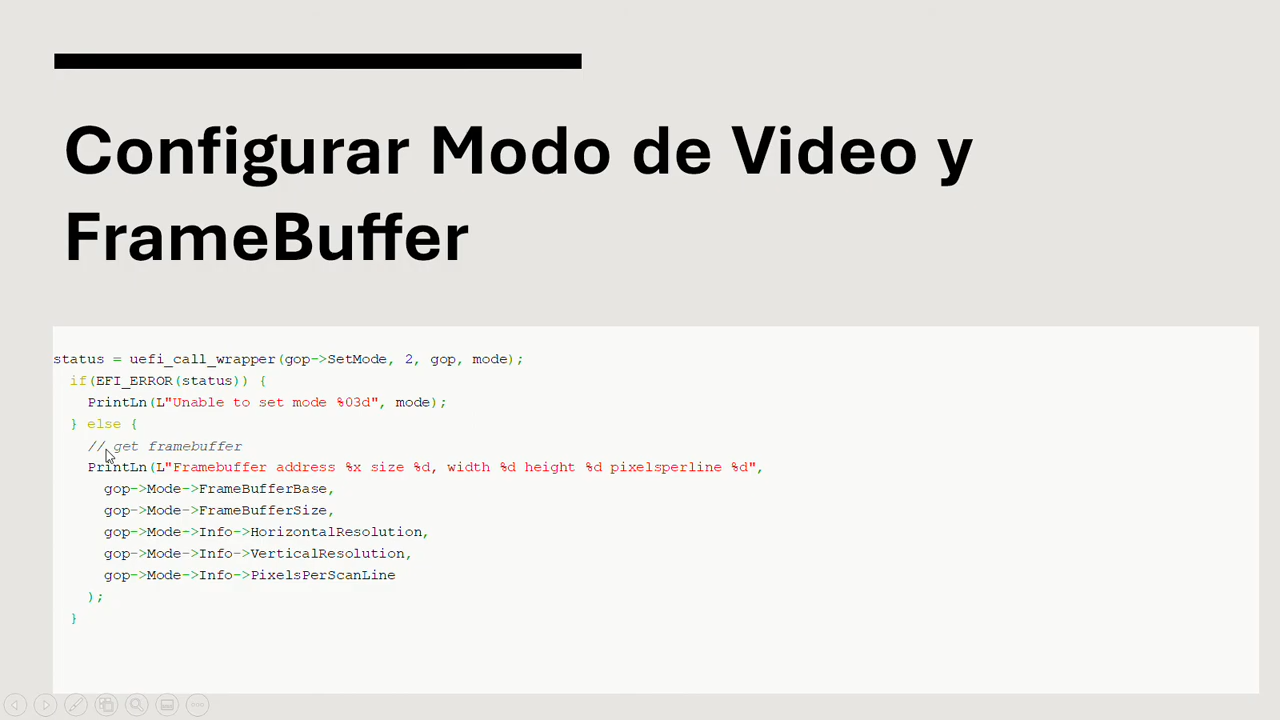 Configurar Modo de Video y
FrameBuffer
status = uefi_call_wrapper(gop->SetMode, 2, gop, mode);
if(EFI_ERROR(status)) {
PrintLn(L"Unable to set mode %03d", mode);
} else {
// get framebuffer
PrintLn(L"Framebuffer address %x size %d, width %d height %d pixelsperline %d",
gop->Mode->FrameBufferBase,
gop->Mode->FrameBufferSize,
gop->Mode->Info->HorizontalResolution,
gop->Mode->Info->VerticalResolution,
gop->Mode->Info->PixelsPerScanLine
);
}